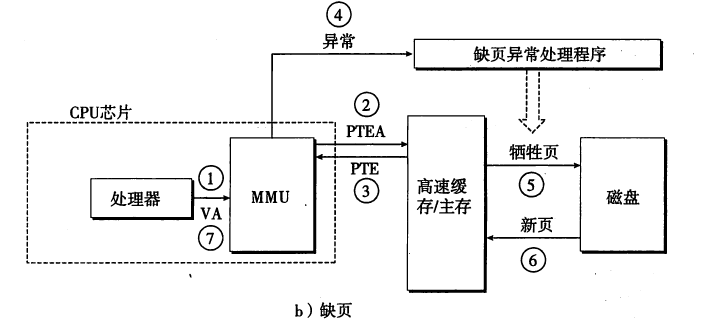 ④
异常
缺页异常处理程序
CPU芯片
②
PTEA
PTE
③
①
处理器
VA
⑦
MMU
高速缓
存/主存
牺牲页
⑤
新页
⑥
磁盘
b）缺页